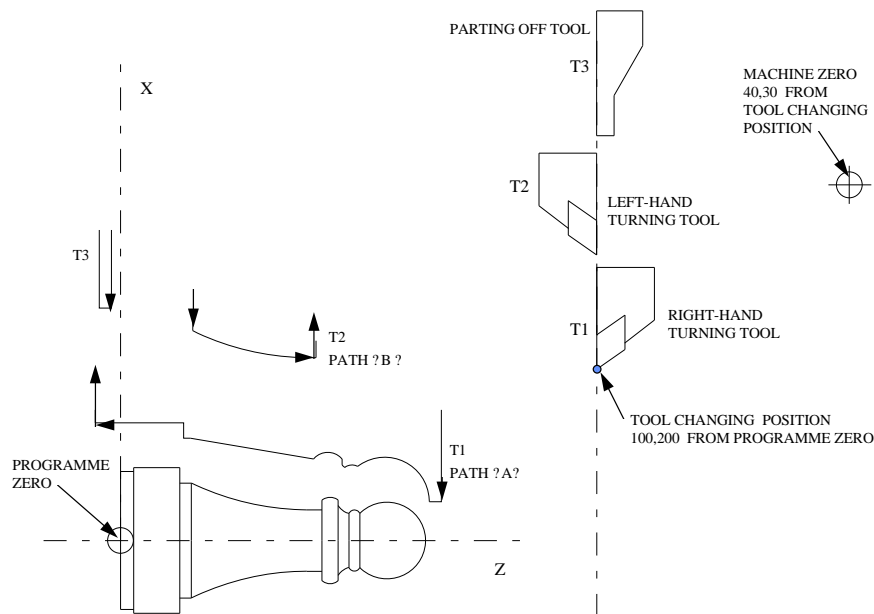 PARTING OFF TOOL
T3
X
MACHINE ZERO
40,30 FROM
TOOL CHANGING
POSITION
T2
LEFT-HAND
TURNING TOOL
T3
T1
RIGHT-HAND
TURNING TOOL
T2
PATH ?B ?
TOOL CHANGING POSITION
100,200 FROM PROGRAMME ZERO
T1
PATH ?A?
PROGRAMME
ZERO
Z